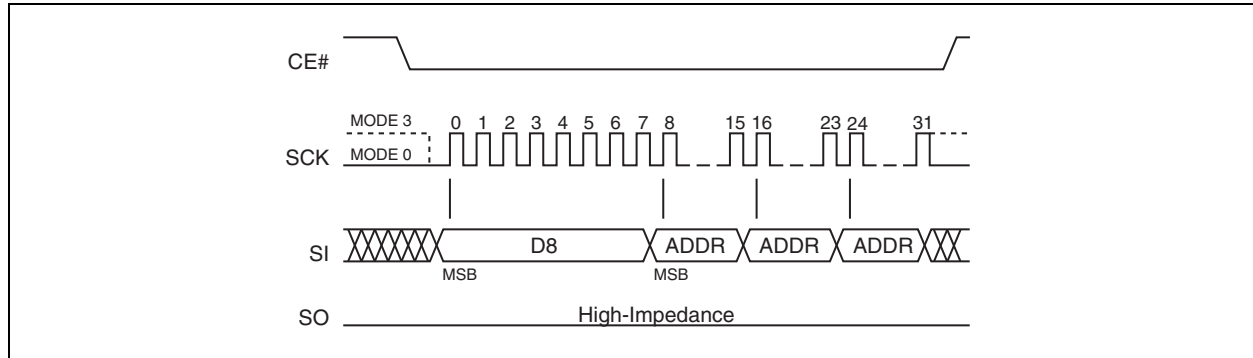 CE#
MODE 3
0 1 2 3 4 5 6 7 8 15 16 23 24 31
SCK
MODE 0
SI
D8 ADDR ADDR ADDR
MSB MSB
SO
High-Impedance